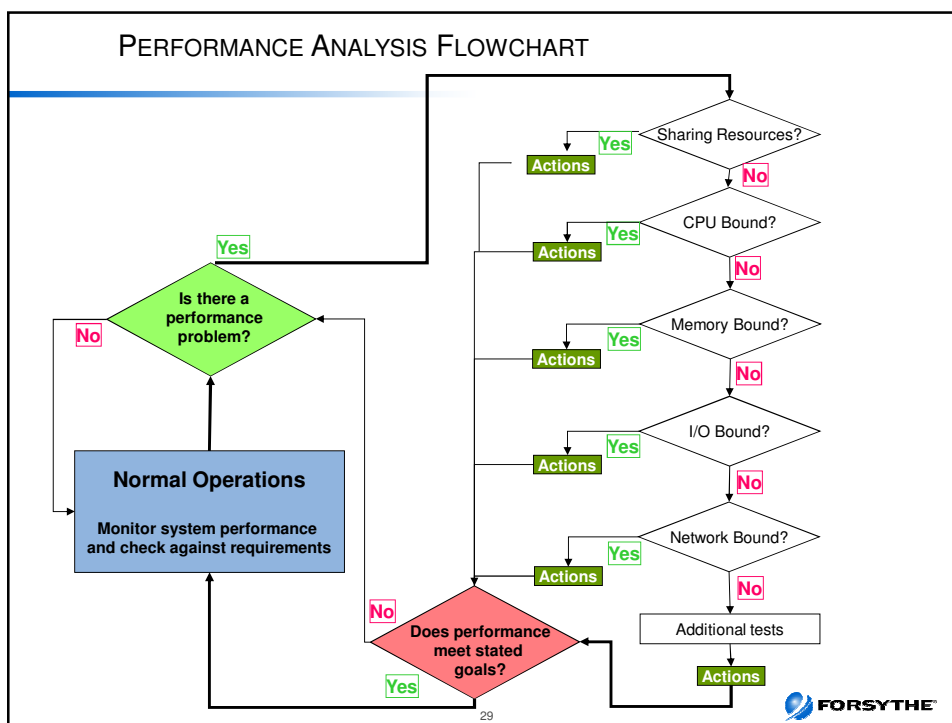 PERFORMANCE ANALYSIS FLOWCHART
Sharing Resources?
Yes
Actions
No
CPU Bound?
Yes
Actions
No
Yes
Is there a
performance
problem?
No
Memory Bound?
Yes
Actions
No
I/O Bound?
Yes
Actions
No
Normal Operations
Monitor system performance
and check against requirements
Network Bound?
Yes
Actions
No
No
Does performance
meet stated
goals?
Yes
Additional tests
Actions
29
FORSYTHE®